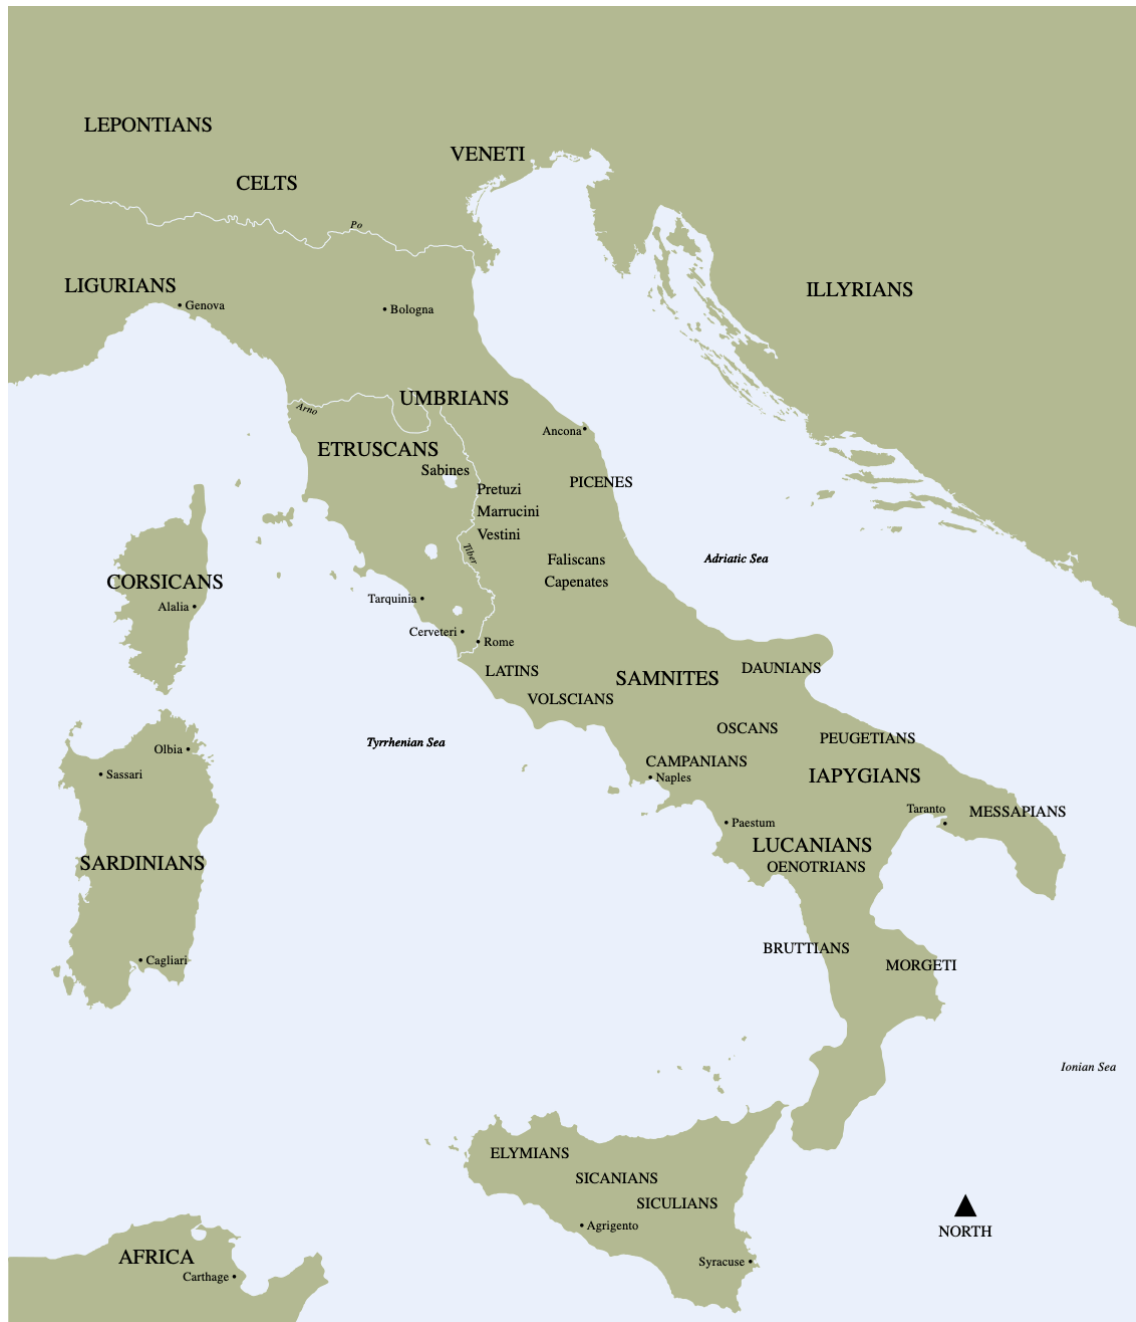 LEPONTIANS
VENETI
CELTS
Po
LIGURIANS
Genova
Bologna
ILLYRIANS
UMBRIANS
Arno
Ancona
ETRUSCANS
Sabines
PICENES
Pretuzi
Marrucini
Vestini
Tiber
Adriatic Sea
Faliscans
Capenates
CORSICANS
Alalia
Tarquinia
Cerveteri
Rome
LATINS
SAMNITES
DAUNIANS
VOLSCIANS
OSCANS
PEUGETIANS
Tyrrhenian Sea
Olbia
CAMPANIANS
Sassari
Naples
IAPYGIANS
Taranto
MESSAPIANS
Paestum
LUCANIANS
SARDINIANS
OENOTRIANS
BRUTTIANS
Cagliari
MORGETI
Ionian Sea
ELYMIANS
SICANIANS
SICULIANS
Agrigento
NORTH
AFRICA
Syracuse
Carthage